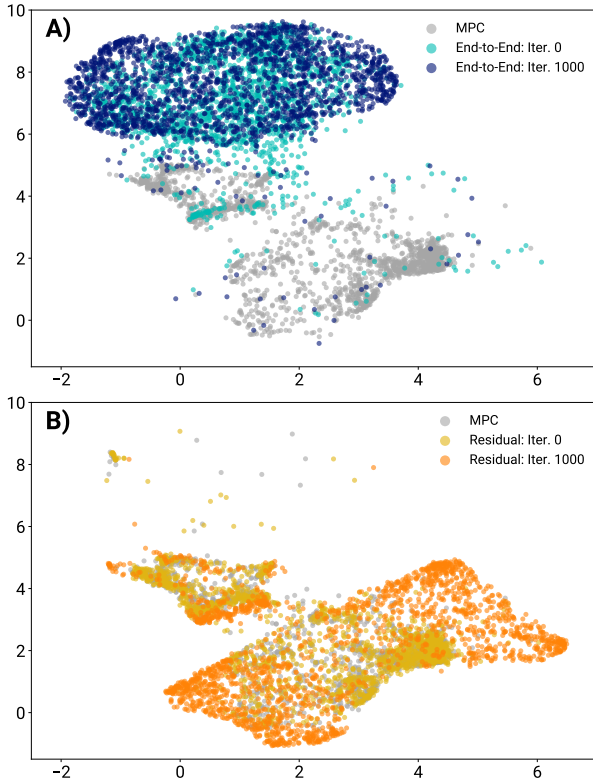 A)
MPC
End-to-End: Iter. 0
End-to-End: Iter. 1000
10
8
6
4
2
0
−2 0 2 4 6
B)
MPC
Residual: Iter. 0
Residual: Iter. 1000
10
8
6
4
2
0
−2 0 2 4 6